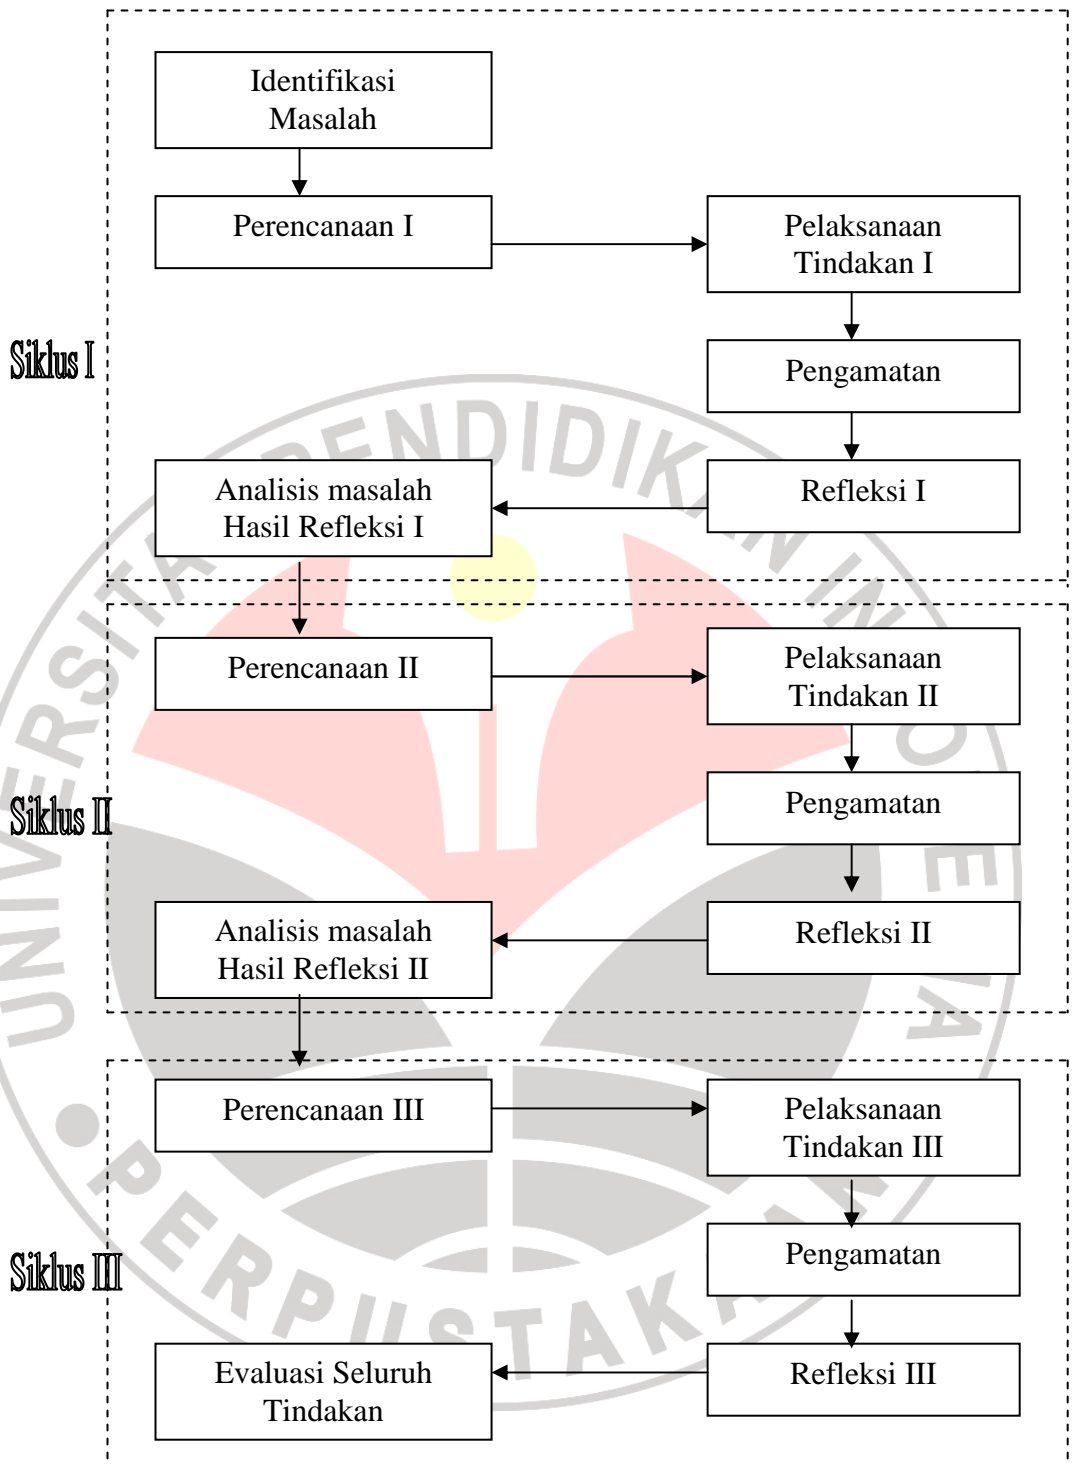 Identifikasi
Masalah
Perencanaan I
Pelaksanaan
Tindakan I
Siklus I
Pengamatan
Analisis masalah
Hasil Refleksi I
Refleksi I
Perencanaan II
Pelaksanaan
Tindakan II
Siklus II
Pengamatan
Analisis masalah
Hasil Refleksi II
Refleksi II
Perencanaan III
Pelaksanaan
Tindakan III
Siklus III
Pengamatan
Evaluasi Seluruh
Tindakan
Refleksi III
PERPUSTAKAAN